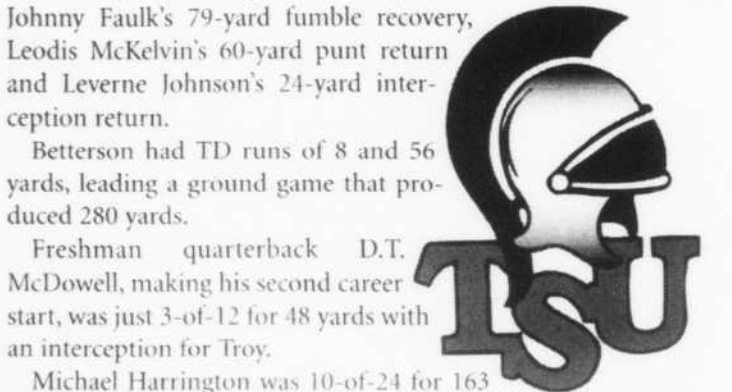 Johnny Faulk's 79-yard fumble recovery,
Leodis McKelvin's 60-yard punt return
and Leverne Johnson's 24-yard inter-
ception return.
Betterson had TD runs of 8 and 56
yards, leading a ground game that pro-
duced 280 yards.
Freshman quarterback D.T.
McDowell, making his second career
start, was just 3-of-12 for 48 yards with
an interception for Troy.
Michael Harrington was 10-of-24 for 163
TSU